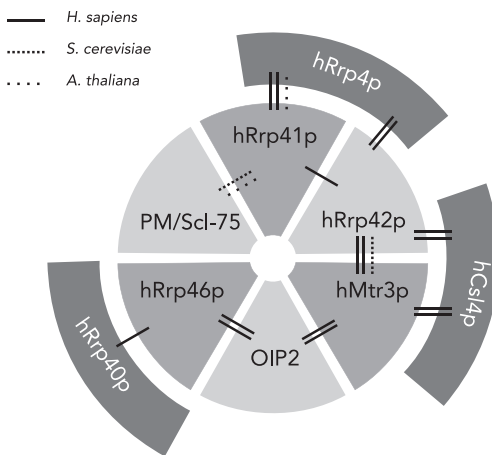 H. sapiens
S. cerevisiae
A. thaliana
hRrp4p
hRrp41p
PM/Scl-75
hRrp42p
hCsl4p
hRrp46p
hMtr3p
OIP2
hRrp40p